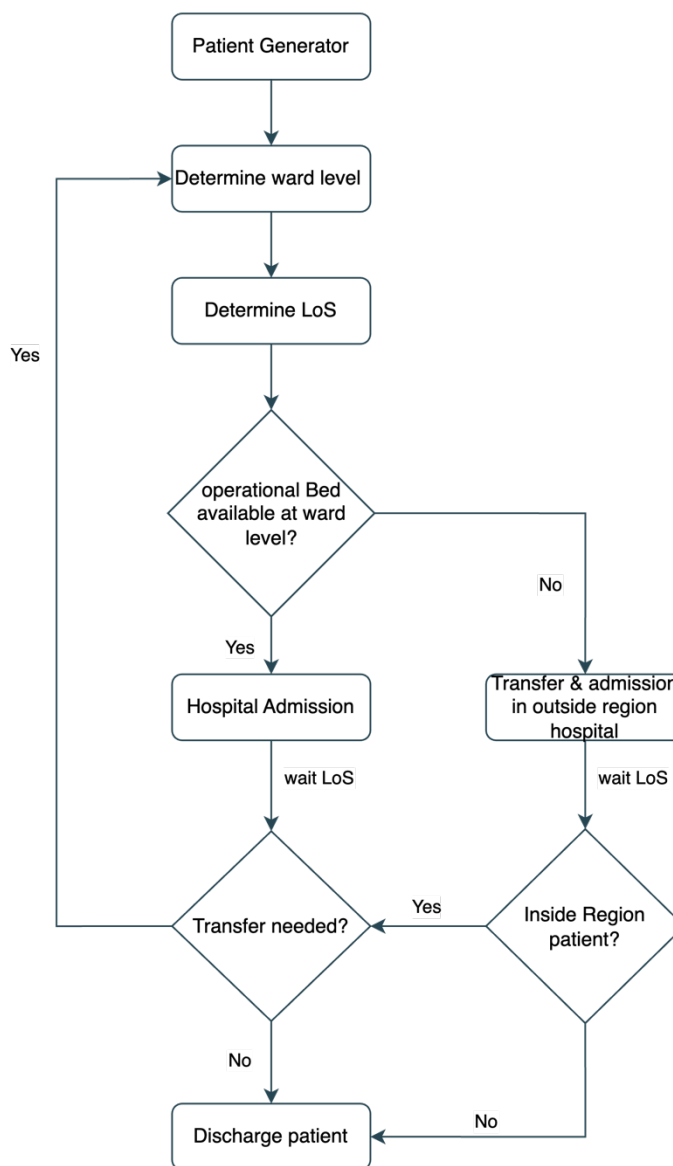 Patient Generator
Determine ward level
Determine LoS
Yes
operational Bed
available at ward
level?
No
Yes
Hospital Admission
Transfer & admission
in outside region
hospital
wait LoS
wait LoS
Transfer needed?
Yes
Inside Region
patient?
No
No
Discharge patient